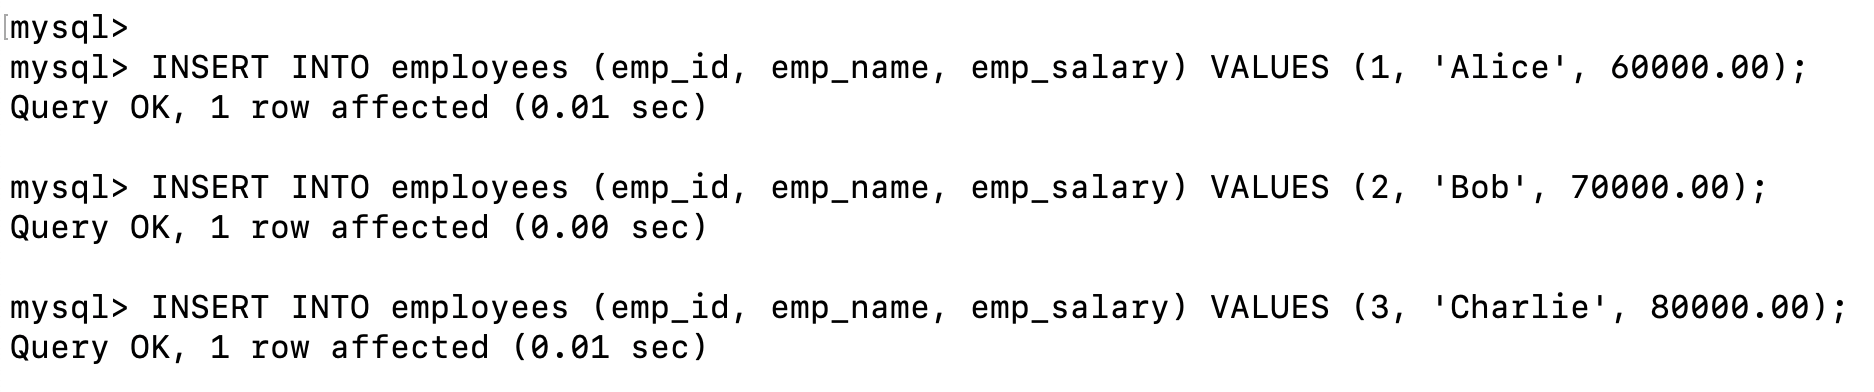 mysql>
mysql> INSERT INTO employees (emp_id, emp_name, emp_salary) VALUES (1, 'Alice', 60000.00);
Query OK, 1 row affected (0.01 sec)
mysql> INSERT INTO employees (emp_id, emp_name, emp_salary) VALUES (2, 'Bob', 70000.00);
Query OK, 1 row affected (0.00 sec)
mysql> INSERT INTO employees (emp_id, emp_name, emp_salary) VALUES (3, 'Charlie', 80000.00);
Query OK, 1 row affected (0.01 sec)